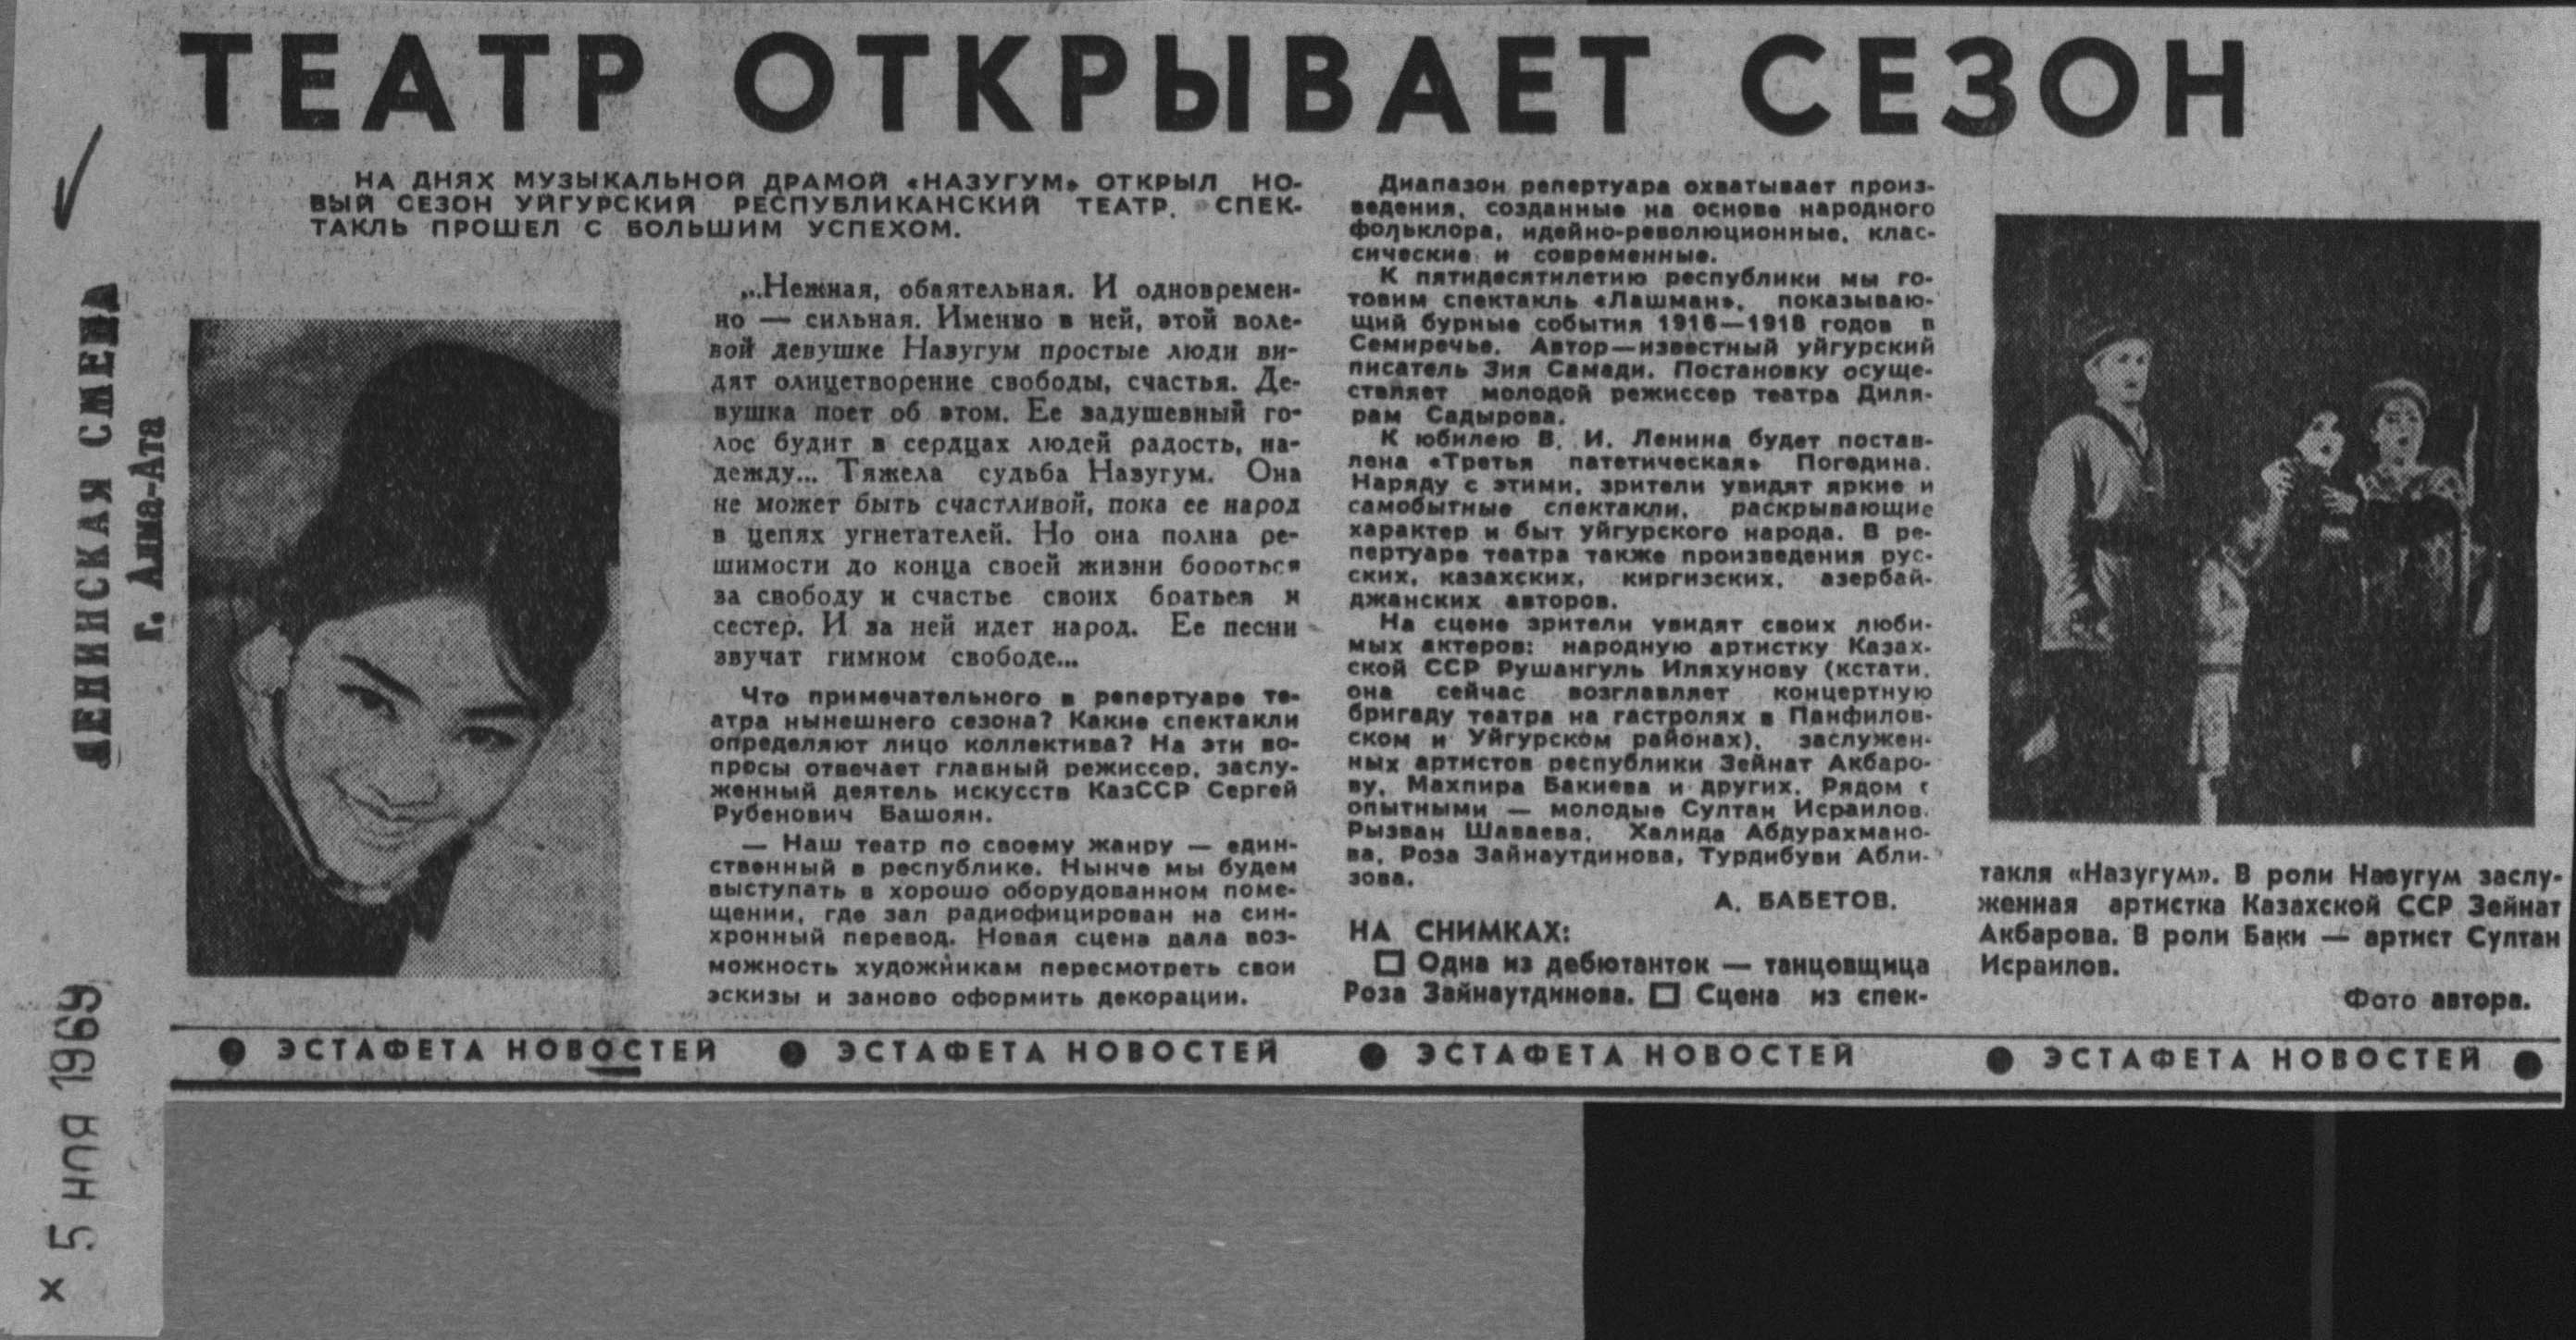 ТЕАТР ОТКРЫВАЕТ СЕЗОН
ЛЕНИНСКАЯ СМЕНА
г. Алма-Ата
× 5 НОЯ 1969
НА ДНЯХ МУЗЫКАЛЬНОЙ ДРАМОЙ «НАЗУГУМ» ОТКРЫЛ НО-
ВЫЙ СЕЗОН УЙГУРСКИЙ РЕСПУБЛИКАНСКИЙ ТЕАТР. СПЕК-
ТАКЛЬ ПРОШЕЛ С БОЛЬШИМ УСПЕХОМ.
...Нежная, обаятельная. И одновремен-
но — сильная. Именно в ней, этой воле-
вой девушке Назугум простые люди ви-
дят олицетворение свободы, счастья. Де-
вушка поет об этом. Ее задушевный го-
лос будит в сердцах людей радость, на-
дежду... Тяжела судьба Назугум. Она
не может быть счастливой, пока ее народ
в цепях угнетателей. Но она полна ре-
шимости до конца своей жизни бороться
за свободу и счастье своих братьев и
сестер. И за ней идет народ. Ее песни
звучат гимном свободе...
Что примечательного в репертуаре те-
атра нынешнего сезона? Какие спектакли
определяют лицо коллектива? На эти во-
просы отвечает главный режиссер, заслу-
женный деятель искусств КазССР Сергей
Рубенович Башоян.
— Наш театр по своему жанру — един-
ственный в республике. Нынче мы будем
выступать в хорошо оборудованном поме-
щении, где зал радиофицирован на син-
хронный перевод. Новая сцена дала воз-
можность художникам пересмотреть свои
эскизы и заново оформить декорации.
Диапазон репертуара охватывает произ-
ведения, созданные на основе народного
фольклора, идейно-революционные, клас-
сические и современные.
К пятидесятилетию республики мы го-
товим спектакль «Лашман», показываю-
щий бурные события 1916—1918 годов в
Семиречье. Автор—известный уйгурский
писатель Зия Самади. Постановку осуще-
ствляет молодой режиссер театра Диля-
рам Садырова.
К юбилею В. И. Ленина будет постав-
лена «Третья патетическая» Погодина.
Наряду с этими, зрители увидят яркие и
самобытные спектакли, раскрывающие
характер и быт уйгурского народа. В ре-
пертуаре театра также произведения рус-
ских, казахских, киргизских, азербай-
джанских авторов.
На сцене зрители увидят своих люби-
мых актеров: народную артистку Казах-
ской ССР Рушангуль Иляхунову (кстати,
она сейчас возглавляет концертную
бригаду театра на гастролях в Панфилов-
ском и Уйгурском районах), заслужен-
ных артистов республики Зейнат Акбаро-
ву, Махпира Бакиева и других. Рядом с
опытными — молодые Султан Исраилов,
Рызван Шаваева, Халида Абдурахмано-
ва, Роза Зайнаутдинова, Турдибуви Абли-
зова.
А. БАБЕТОВ.
НА СНИМКАХ:
□ Одна из дебютанток — танцовщица
Роза Зайнаутдинова. □ Сцена из спек-
такля «Назугум». В роли Назугум заслу-
женная артистка Казахской ССР Зейнат
Акбарова. В роли Баки — артист Султан
Исраилов.
Фото автора.
● ЭСТАФЕТА НОВОСТЕЙ ● ЭСТАФЕТА НОВОСТЕЙ ● ЭСТАФЕТА НОВОСТЕЙ ● ЭСТАФЕТА НОВОСТЕЙ ●